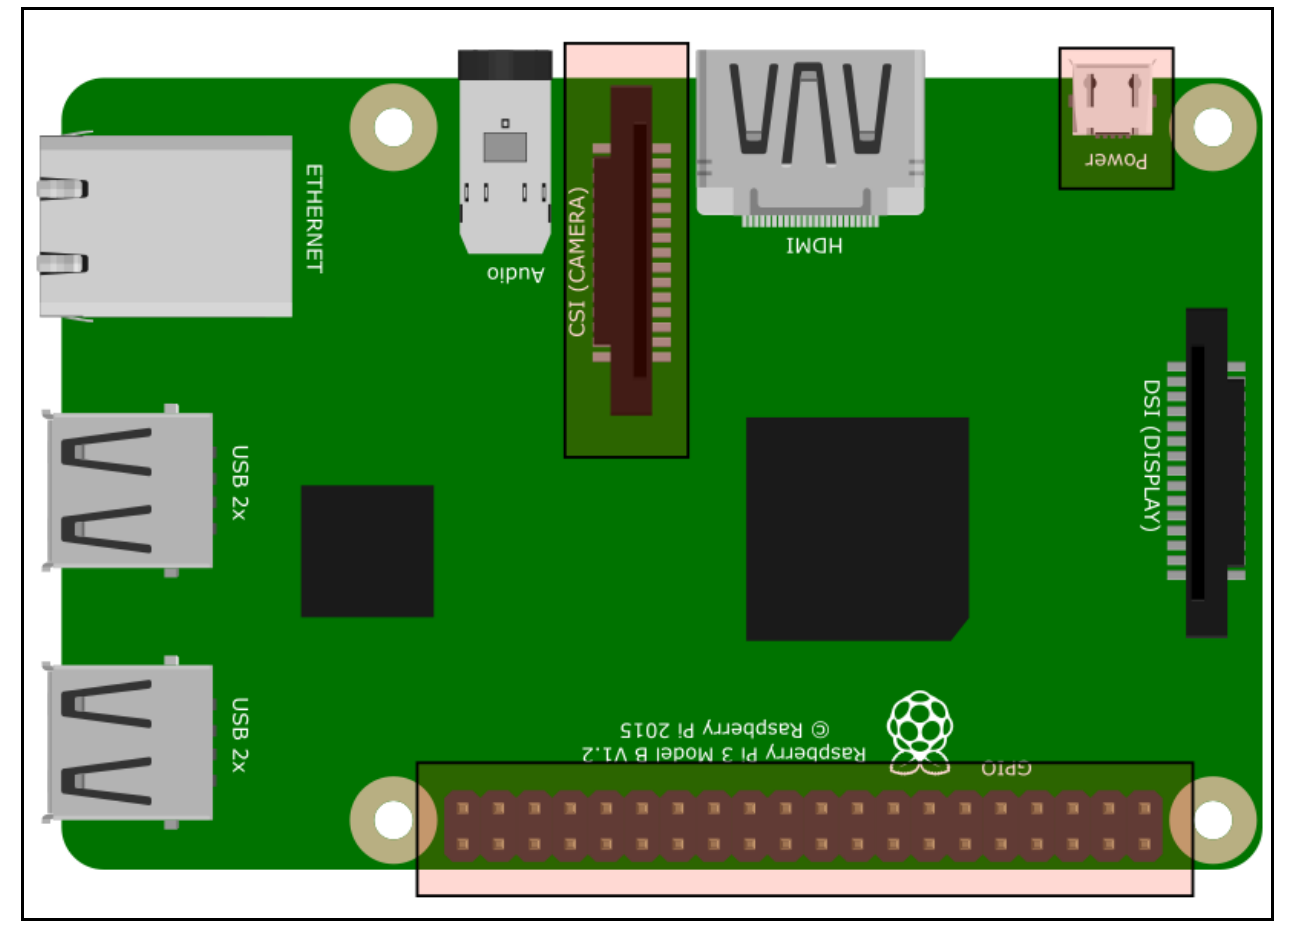 ETHERNET
Audio
CSI (CAMERA)
HDMI
Power
DSI (DISPLAY)
USB 2x
USB 2x
© Raspberry Pi 2015
Raspberry Pi 3 Model B V1.2
GPIO